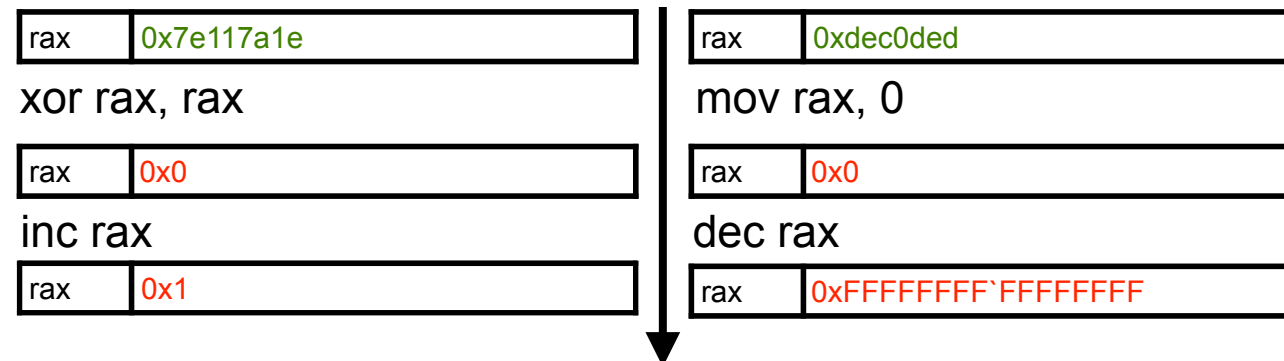 rax 0x7e117a1e
xor rax, rax
rax 0x0
inc rax
rax 0x1
rax 0xdec0ded
mov rax, 0
rax 0x0
dec rax
rax 0xFFFFFFFF`FFFFFFFF